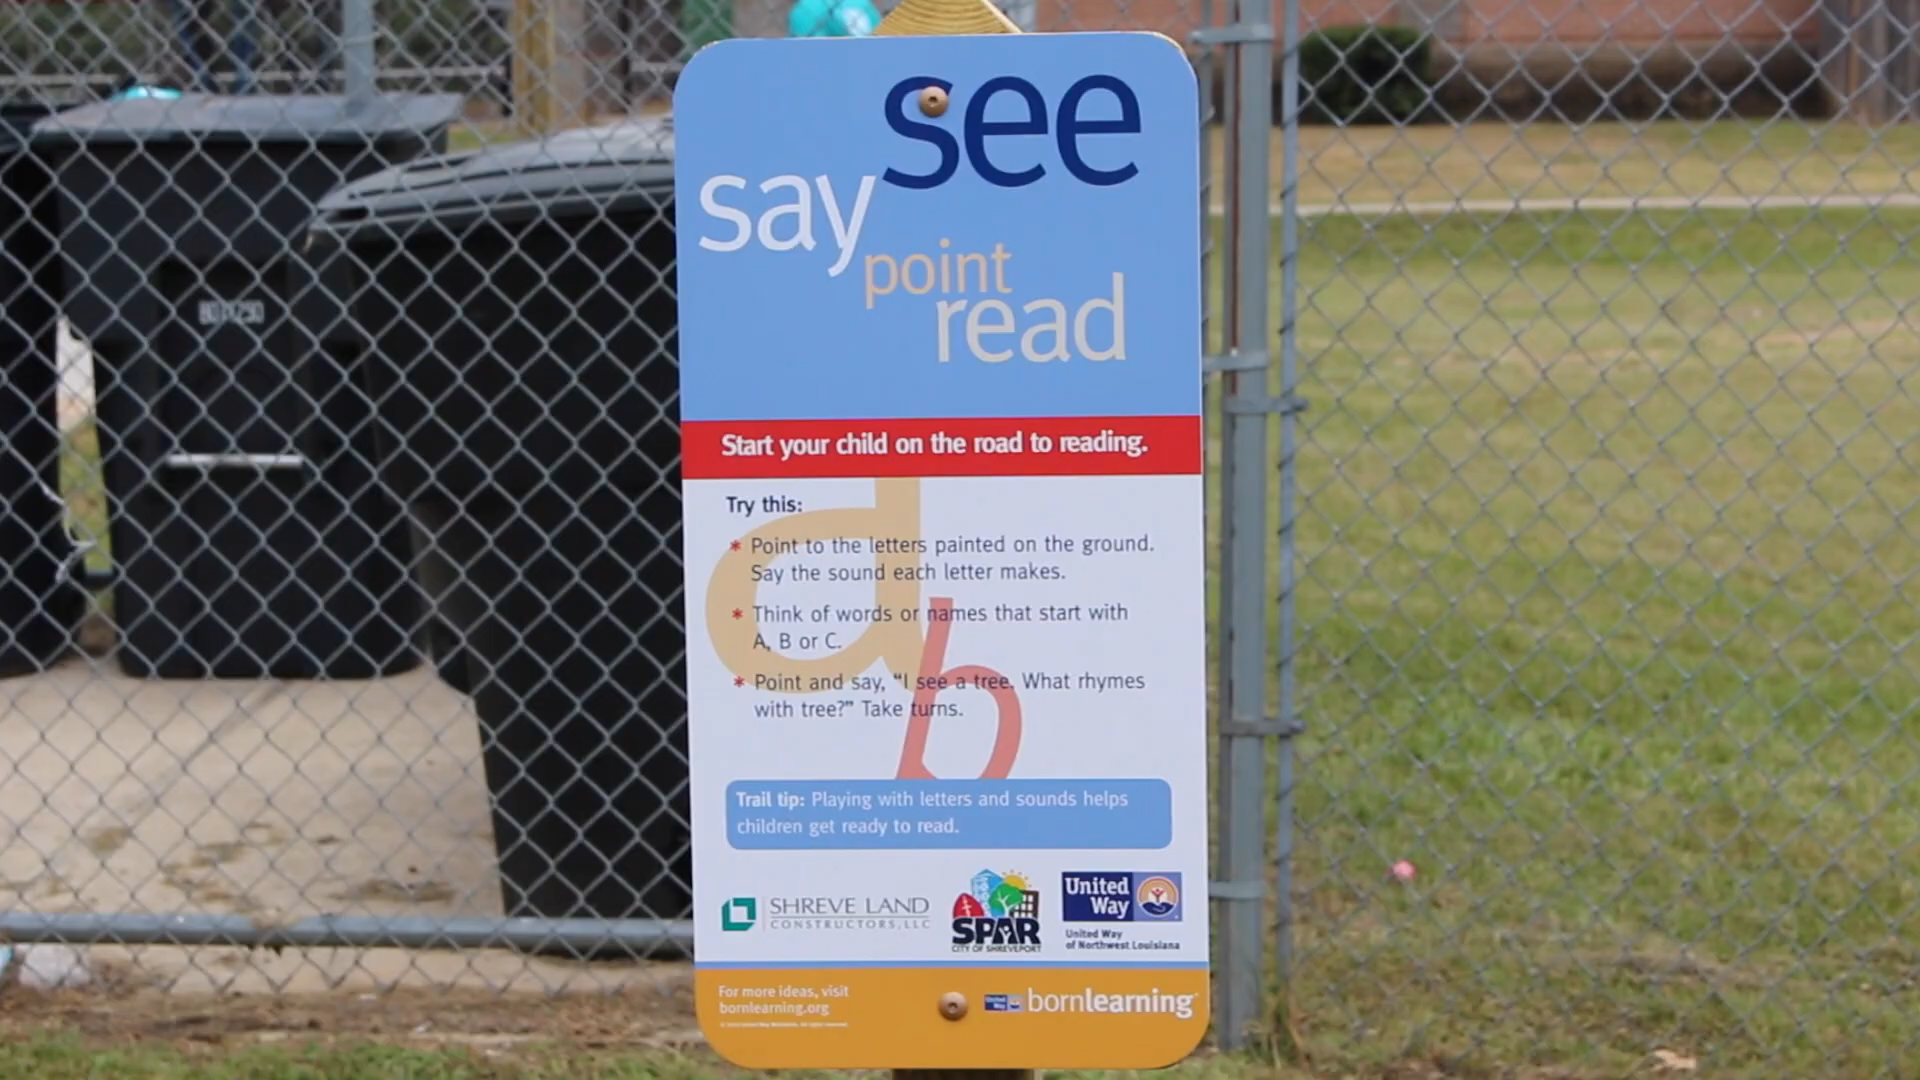 see
say
point
read
Start your child on the road to reading.
Try this:
* Point to the letters painted on the ground.
Say the sound each letter makes.
* Think of words or names that start with
A, B or C.
* Point and say, “I see a tree. What rhymes
with tree?” Take turns.
Trail tip: Playing with letters and sounds helps
children get ready to read.
SHREVE LAND
CONSTRUCTORS, LLC
SPAR
CITY OF SHREVEPORT
United
Way
United Way
of Northwest Louisiana
For more ideas, visit
bornlearning.org
United
Way
bornlearning